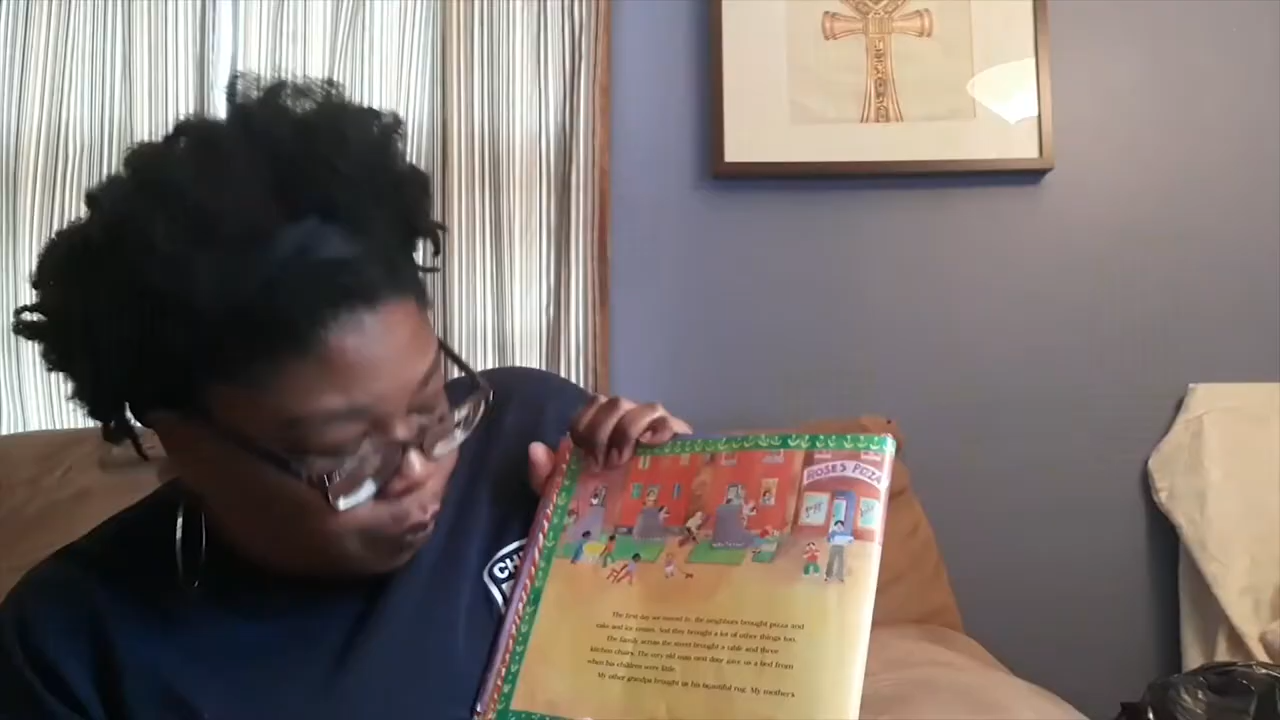 ROSE'S PIZZA
CH
The first day we moved in, the neighbors brought pizza and
cake and ice cream. And they brought a lot of other things too.
The family across the street brought a table and three
kitchen chairs. The very old man next door gave us a bed from
when his children were little.
My other grandpa brought us his beautiful rug. My mother's